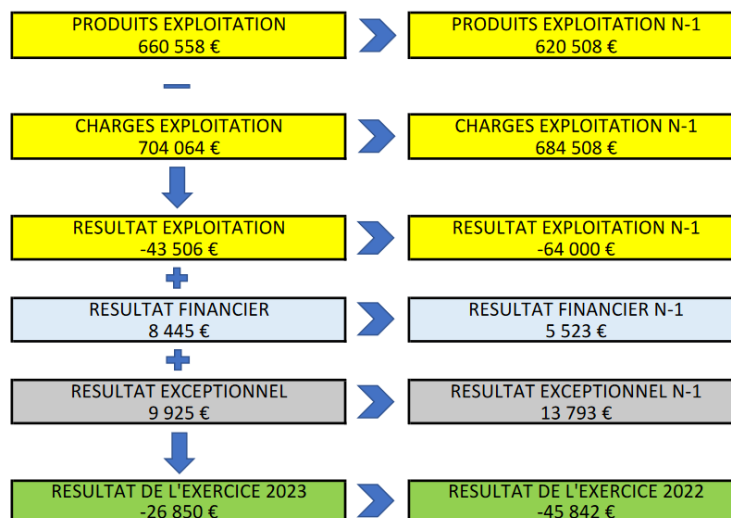 PRODUITS EXPLOITATION
660 558 €
PRODUITS EXPLOITATION N-1
620 508 €
CHARGES EXPLOITATION
704 064 €
CHARGES EXPLOITATION N-1
684 508 €
RESULTAT EXPLOITATION
-43 506 €
RESULTAT EXPLOITATION N-1
-64 000 €
RESULTAT FINANCIER
8 445 €
RESULTAT FINANCIER N-1
5 523 €
RESULTAT EXCEPTIONNEL
9 925 €
RESULTAT EXCEPTIONNEL N-1
13 793 €
RESULTAT DE L'EXERCICE 2023
-26 850 €
RESULTAT DE L'EXERCICE 2022
-45 842 €